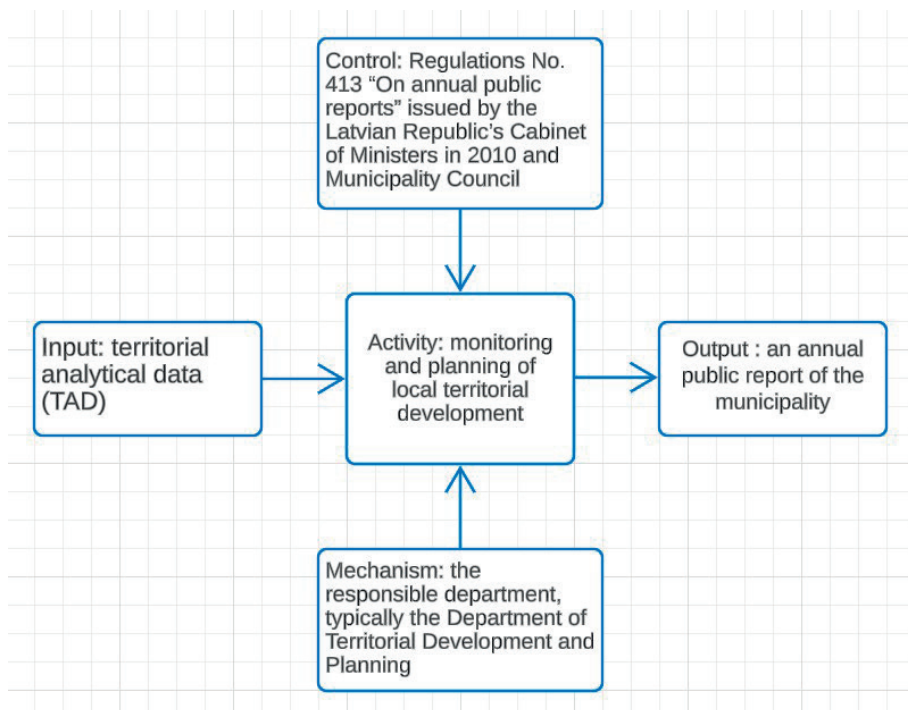 Control: Regulations No.
413 “On annual public
reports” issued by the
Latvian Republic’s Cabinet
of Ministers in 2010 and
Municipality Council
Input: territorial
analytical data
(TAD)
Activity: monitoring
and planning of
local territorial
development
Output : an annual
public report of the
municipality
Mechanism: the
responsible department,
typically the Department of
Territorial Development and
Planning